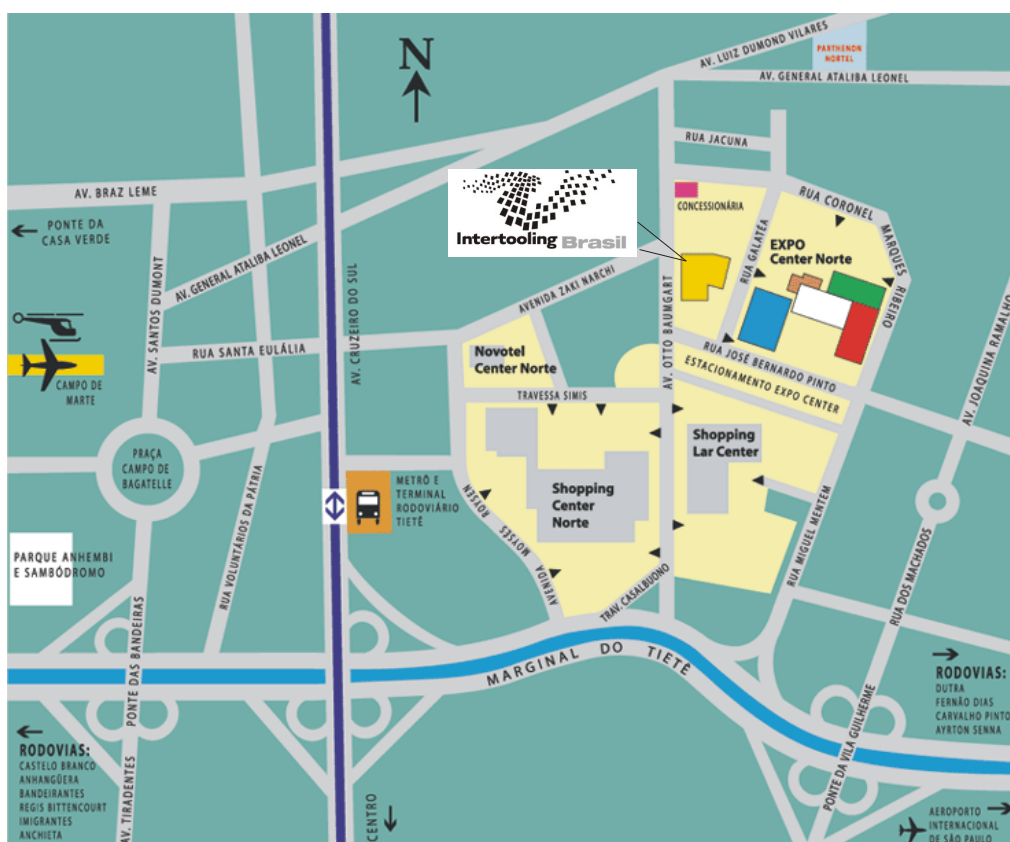 N
AV. LUIZ DUMOND VILARES
PARTHENON
NORTEL
AV. GENERAL ATALIBA LEONEL
RUA JACUNA
AV. BRAZ LEME
PONTE DA
CASA VERDE
Intertooling Brasil
CONCESSIONÁRIA
RUA CORONEL MARQUES RIBEIRO
EXPO
Center Norte
RUA GALATÉA
AV. GENERAL ATALIBA LEONEL
AV. SANTOS DUMONT
AV. CRUZEIRO DO SUL
AVENIDA ZAKI NARCHI
AV. OTTO BAUMGART
RUA SANTA EULÁLIA
CAMPO DE
MARTE
Novotel
Center Norte
RUA JOSÉ BERNARDO PINTO
ESTACIONAMENTO EXPO CENTER
AV. JOAQUINA RAMALHO
TRAVESSA SIMIS
PRAÇA
CAMPO DE
BAGATELLE
Shopping
Lar Center
METRÔ E
TERMINAL
RODOVIÁRIO
TIETÊ
Shopping
Center
Norte
RUA VOLUNTÁRIOS DA PÁTRIA
AVENIDA MOYSÉS ROYSEN
RUA MIGUEL MENTEM
PARQUE ANHEMBI
E SAMBÓDROMO
TRAV. CASALBUONO
RUA DOS MACHADOS
PONTE DAS BANDEIRAS
MARGINAL DO TIETÊ
PONTE DA VILA GUILHERME
RODOVIAS:
DUTRA
FERNÃO DIAS
CARVALHO PINTO
AYRTON SENNA
RODOVIAS:
CASTELO BRANCO
ANHANGÜERA
BANDEIRANTES
REGIS BITTENCOURT
IMIGRANTES
ANCHIETA
AV. TIRADENTES
CENTRO
AEROPORTO
INTERNACIONAL
DE SÃO PAULO